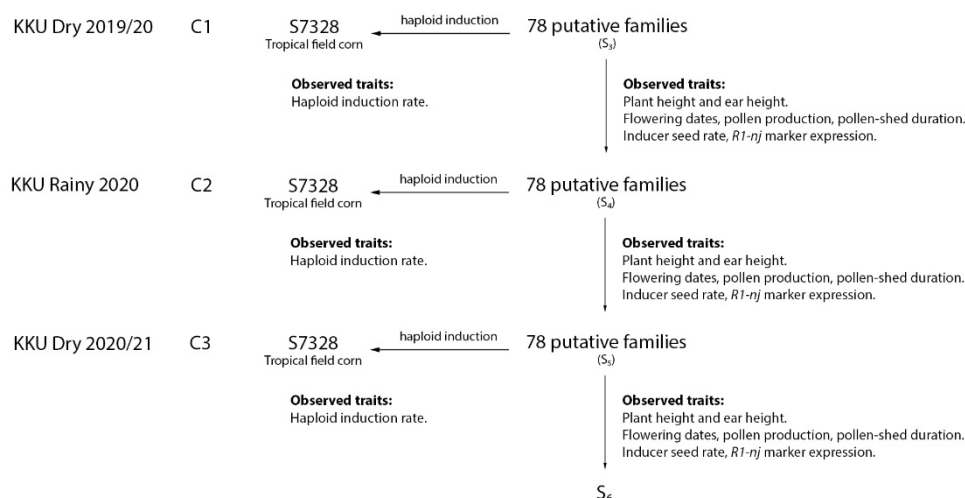 KKU Dry 2019/20 C1 S7328 haploid induction 78 putative families
Tropical field corn (S₃)
Observed traits: Observed traits:
Haploid induction rate. Plant height and ear height.
Flowering dates, pollen production, pollen-shed duration.
Inducer seed rate, R1-nj marker expression.
KKU Rainy 2020 C2 S7328 haploid induction 78 putative families
Tropical field corn (S₄)
Observed traits: Observed traits:
Haploid induction rate. Plant height and ear height.
Flowering dates, pollen production, pollen-shed duration.
Inducer seed rate, R1-nj marker expression.
KKU Dry 2020/21 C3 S7328 haploid induction 78 putative families
Tropical field corn (S₅)
Observed traits: Observed traits:
Haploid induction rate. Plant height and ear height.
Flowering dates, pollen production, pollen-shed duration.
Inducer seed rate, R1-nj marker expression.
S₆